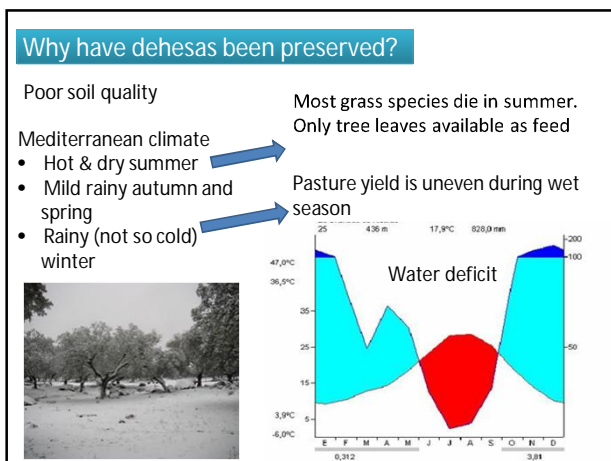 Why have dehesas been preserved?
Poor soil quality
Mediterranean climate
• Hot & dry summer
• Mild rainy autumn and
spring
• Rainy (not so cold)
winter
Most grass species die in summer.
Only tree leaves available as feed
Pasture yield is uneven during wet
season
25 436 m 17,9°C 828,0 mm
Water deficit
47,0°C
36,5°C
35
25
15
3,9°C
5
-6,0°C
200
100
50
E F M A M J J A S O N D
0,312 3,81